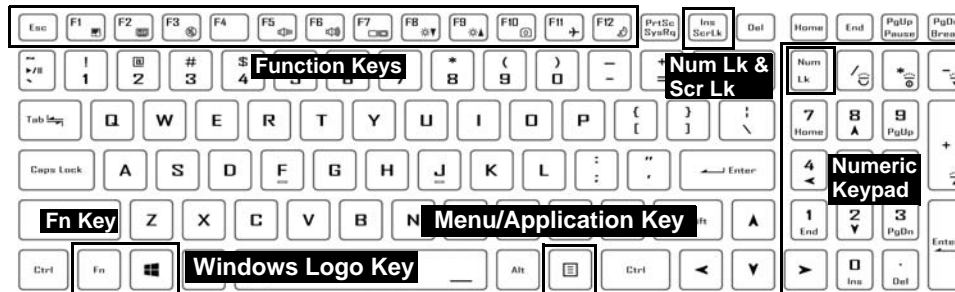 Esc F1 F2 F3 F4 F5 F6 F7 F8 F9 F10 F11 F12 PrtSc SysRq Ins ScrLk Del Home End PgUp Pause PgDn Brea
Function Keys
Num Lk &
Scr Lk
~ ` ! 1 @ 2 # 3 $ 4 * 8 ( 9 ) 0 - + = Num Lk / * -
Tab Q W E R T Y U I O P { [ } ] \ 7 Home 8 9 PgUp +
Caps Lock A S D F G H J K L : ; " ' Enter 4
Numeric
Keypad
Fn Key Z X C V B N Menu/Application Key 1 End 2 3 PgDn Enter
Ctrl Fn Windows Logo Key Alt Ctrl 0 Ins . Del